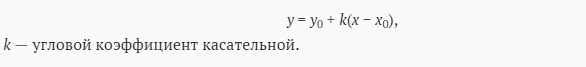 y = y₀ + k(x − x₀),
k — угловой коэффициент касательной.